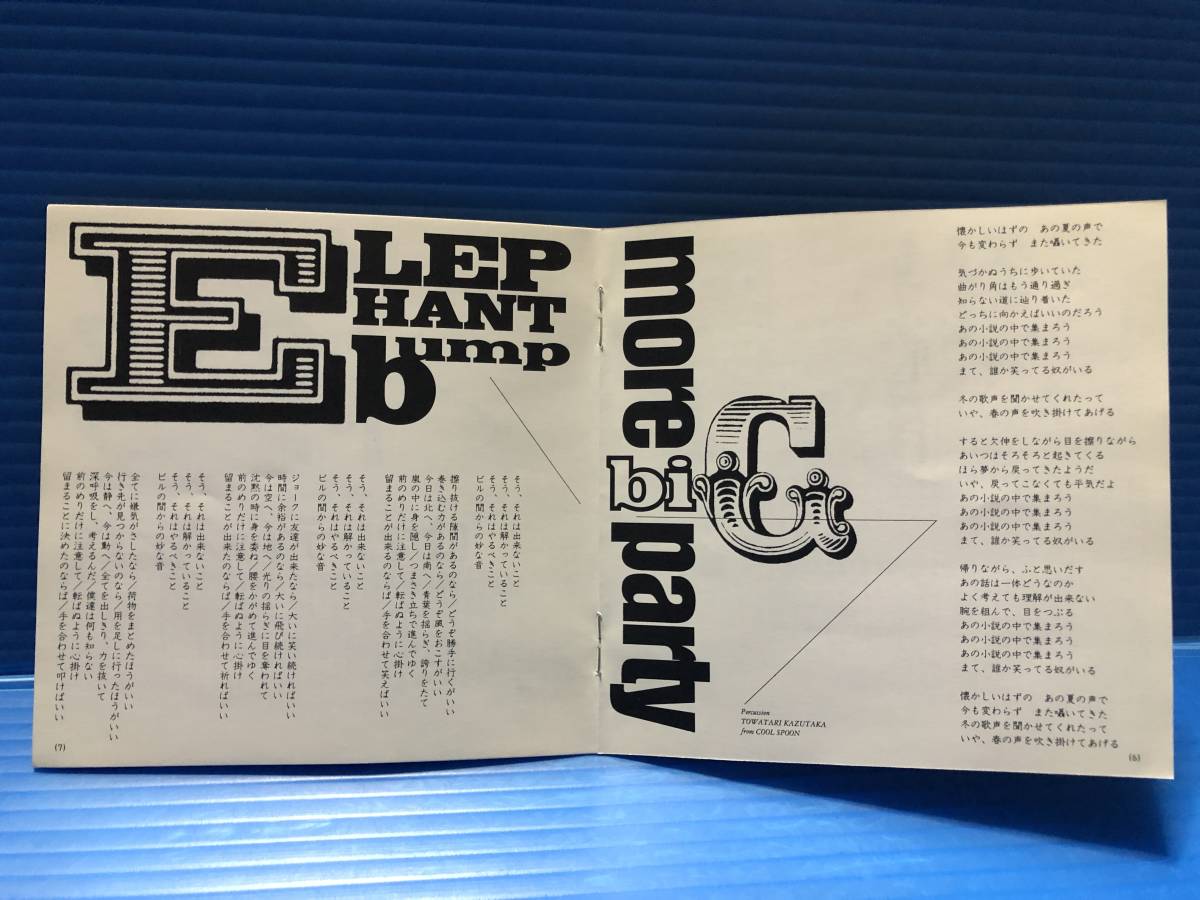 more
bi
G
party
懐かしいはずの　あの夏の声で
今も変わらず　また囁いてきた
気づかぬうちに歩いていた
曲がり角はもう通り過ぎ
知らない道に辿り着いた
どっちに向かえばいいのだろう
あの小説の中で集まろう
あの小説の中で集まろう
あの小説の中で集まろう
まて、誰か笑ってる奴がいる
冬の歌声を聞かせてくれたって
いや、春の声を吹き掛けてあげる
すると欠伸をしながら目を擦りながら
あいつはそろそろと起きてくる
ほら夢から戻ってきたようだ
いや、戻ってこなくても平気だよ
あの小説の中で集まろう
あの小説の中で集まろう
あの小説の中で集まろう
まて、誰か笑ってる奴がいる
帰りながら、ふと思いだす
あの話は一体どうなのか
よく考えても理解が出来ない
腕を組んで、目をつぶる
あの小説の中で集まろう
あの小説の中で集まろう
あの小説の中で集まろう
まて、誰か笑ってる奴がいる
懐かしいはずの　あの夏の声で
今も変わらず　また囁いてきた
冬の歌声を聞かせてくれたって
いや、春の声を吹き掛けてあげる
Percussion
TOWATARI KAZUTAKA
from COOL SPOON
(6)
ELEP
HANT
bump
そう、それは出来ないこと
そう、それは解かっていること
そう、それはやるべきこと
ビルの間からの妙な音
擦り抜ける隙間があるのなら/どうぞ勝手に行くがいい
巻き込む力があるのなら/どうぞ風をおこすがいい
今日は北へ、今日は南へ/青葉を揺らぎ、誇りをたて
嵐の中に身を隠し/つまさき立ちで進んでゆく
前のめりだけに注意して/転ばぬように心掛け
留まることが出来るのならば/手を合わせて笑えばいい
そう、それは出来ないこと
そう、それは解かっていること
そう、それはやるべきこと
ビルの間からの妙な音
ジョークに友達が出来たなら/大いに笑い続ければいい
時間に余裕があるのなら/大いに飛び続ければいい
今は空へ、今は地へ/光りの揺らぎに目を奪われて
沈黙の時に身を委ね/腰をかがめて進んでゆく
前のめりだけに注意して/転ばぬように心掛け
留まることが出来たのならば/手を合わせて祈ればいい
そう、それは出来ないこと
そう、それは解かっていること
そう、それはやるべきこと
ビルの間からの妙な音
全てに嫌気がさしたなら/荷物をまとめたほうがいい
行き先が見つからないのなら/用を足しに行ったほうがいい
今は静へ、今は動へ/全てを出しきり、力を抜いて
深呼吸をし、考えるんだ/僕達は何も知らない
前のめりだけに注意して/転ばぬように心掛け
留まることに決めたのならば/手を合わせて叩けばいい
(7)